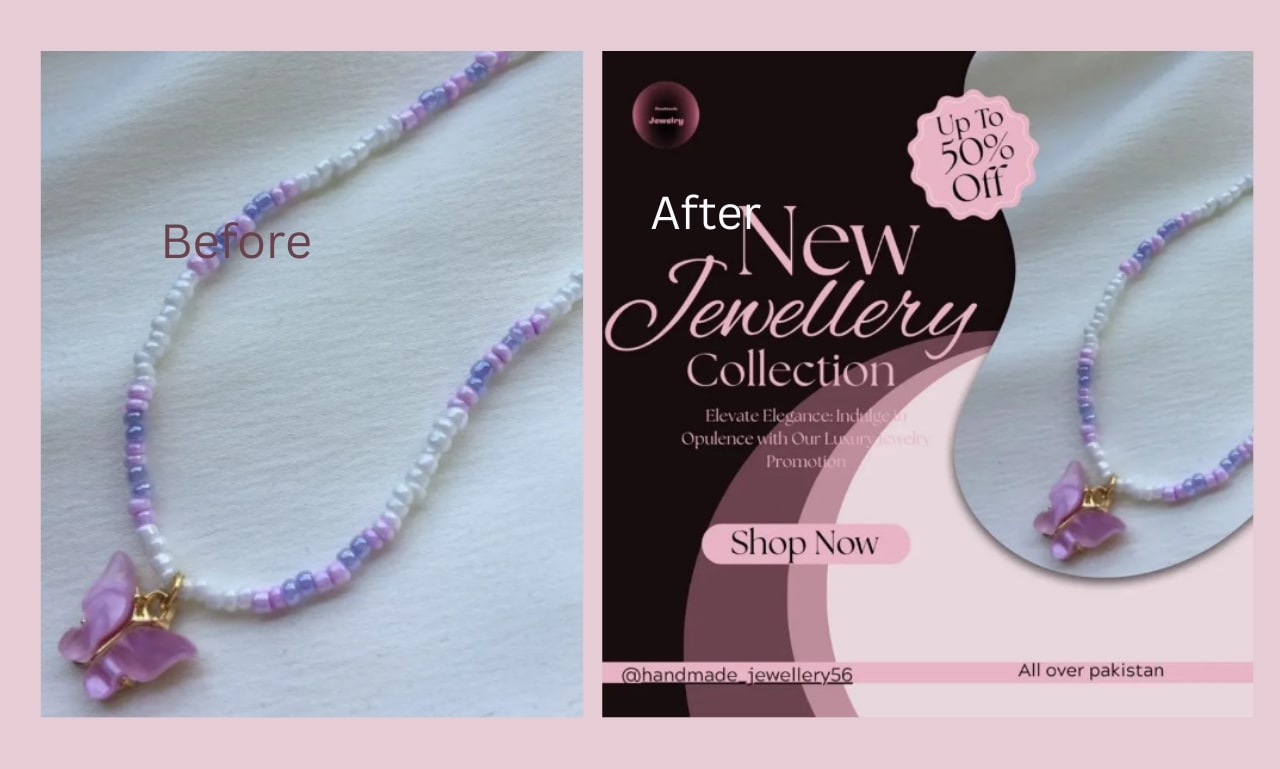 Before
Handmade
Jewelry
Up To
50%
Off
After
New
Jewellery
Collection
Elevate Elegance: Indulge in
Opulence with Our Luxury Jewelry
Promotion
Shop Now
@handmade_jewellery56
All over pakistan